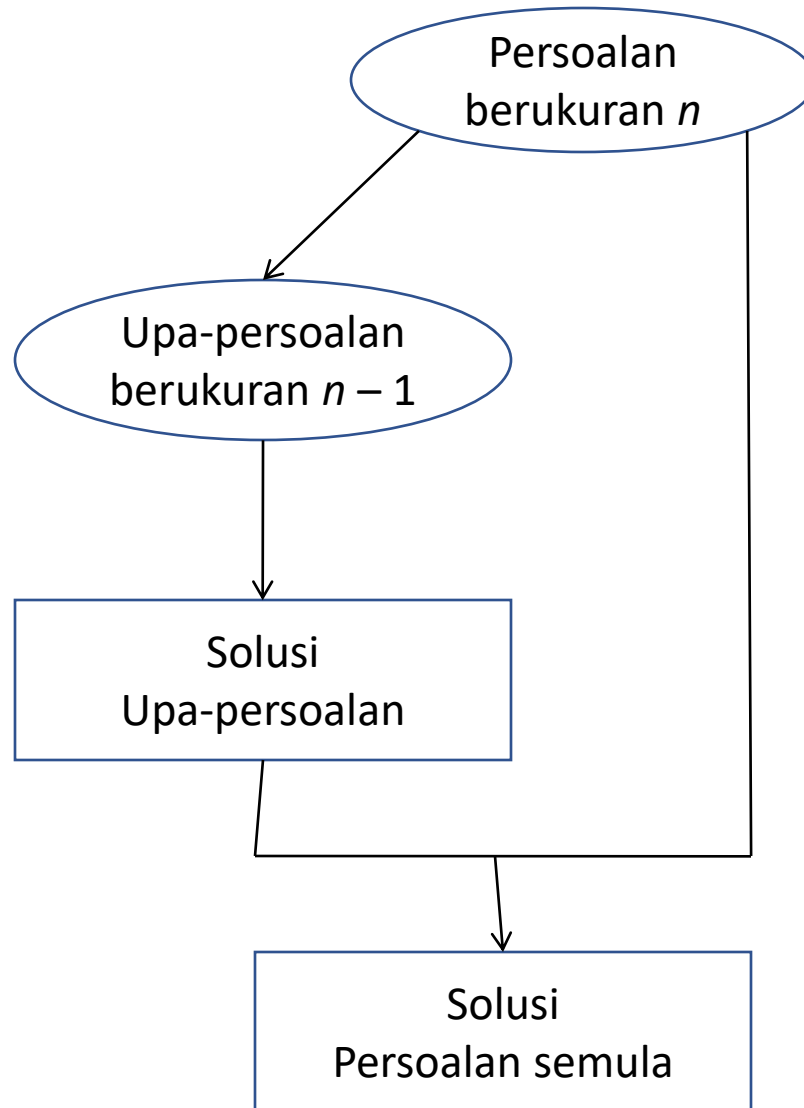 Persoalan
berukuran n
Upa-persoalan
berukuran n – 1
Solusi
Upa-persoalan
Solusi
Persoalan semula